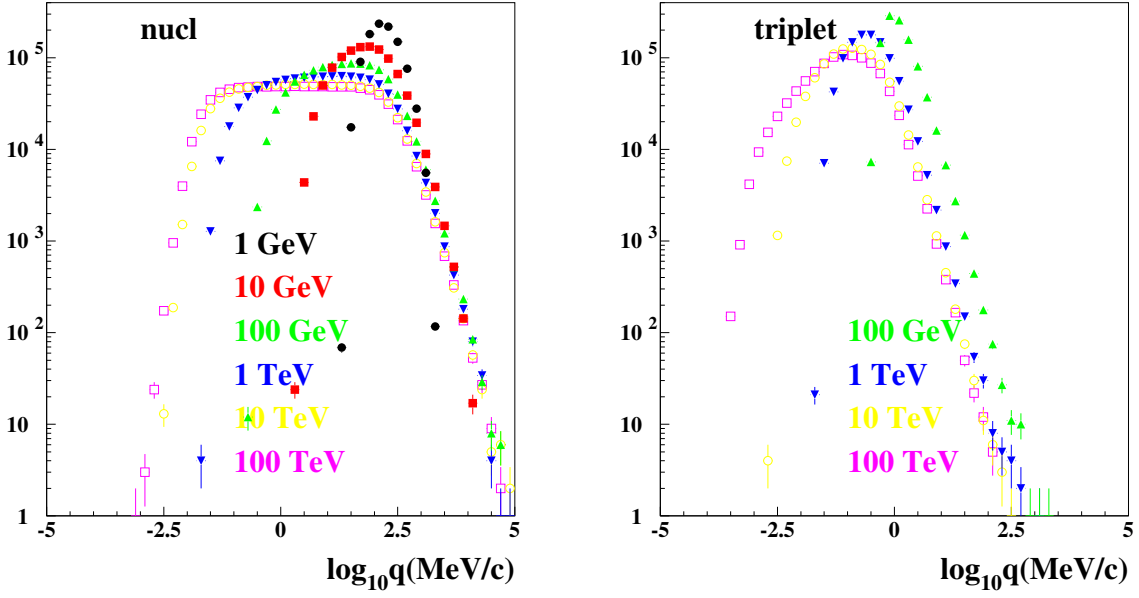 nucl
10^5
10^4
10^3
10^2
10
1
1 GeV
10 GeV
100 GeV
1 TeV
10 TeV
100 TeV
-5 -2.5 0 2.5 5
log10q(MeV/c)
triplet
10^5
10^4
10^3
10^2
10
1
100 GeV
1 TeV
10 TeV
100 TeV
-5 -2.5 0 2.5 5
log10q(MeV/c)